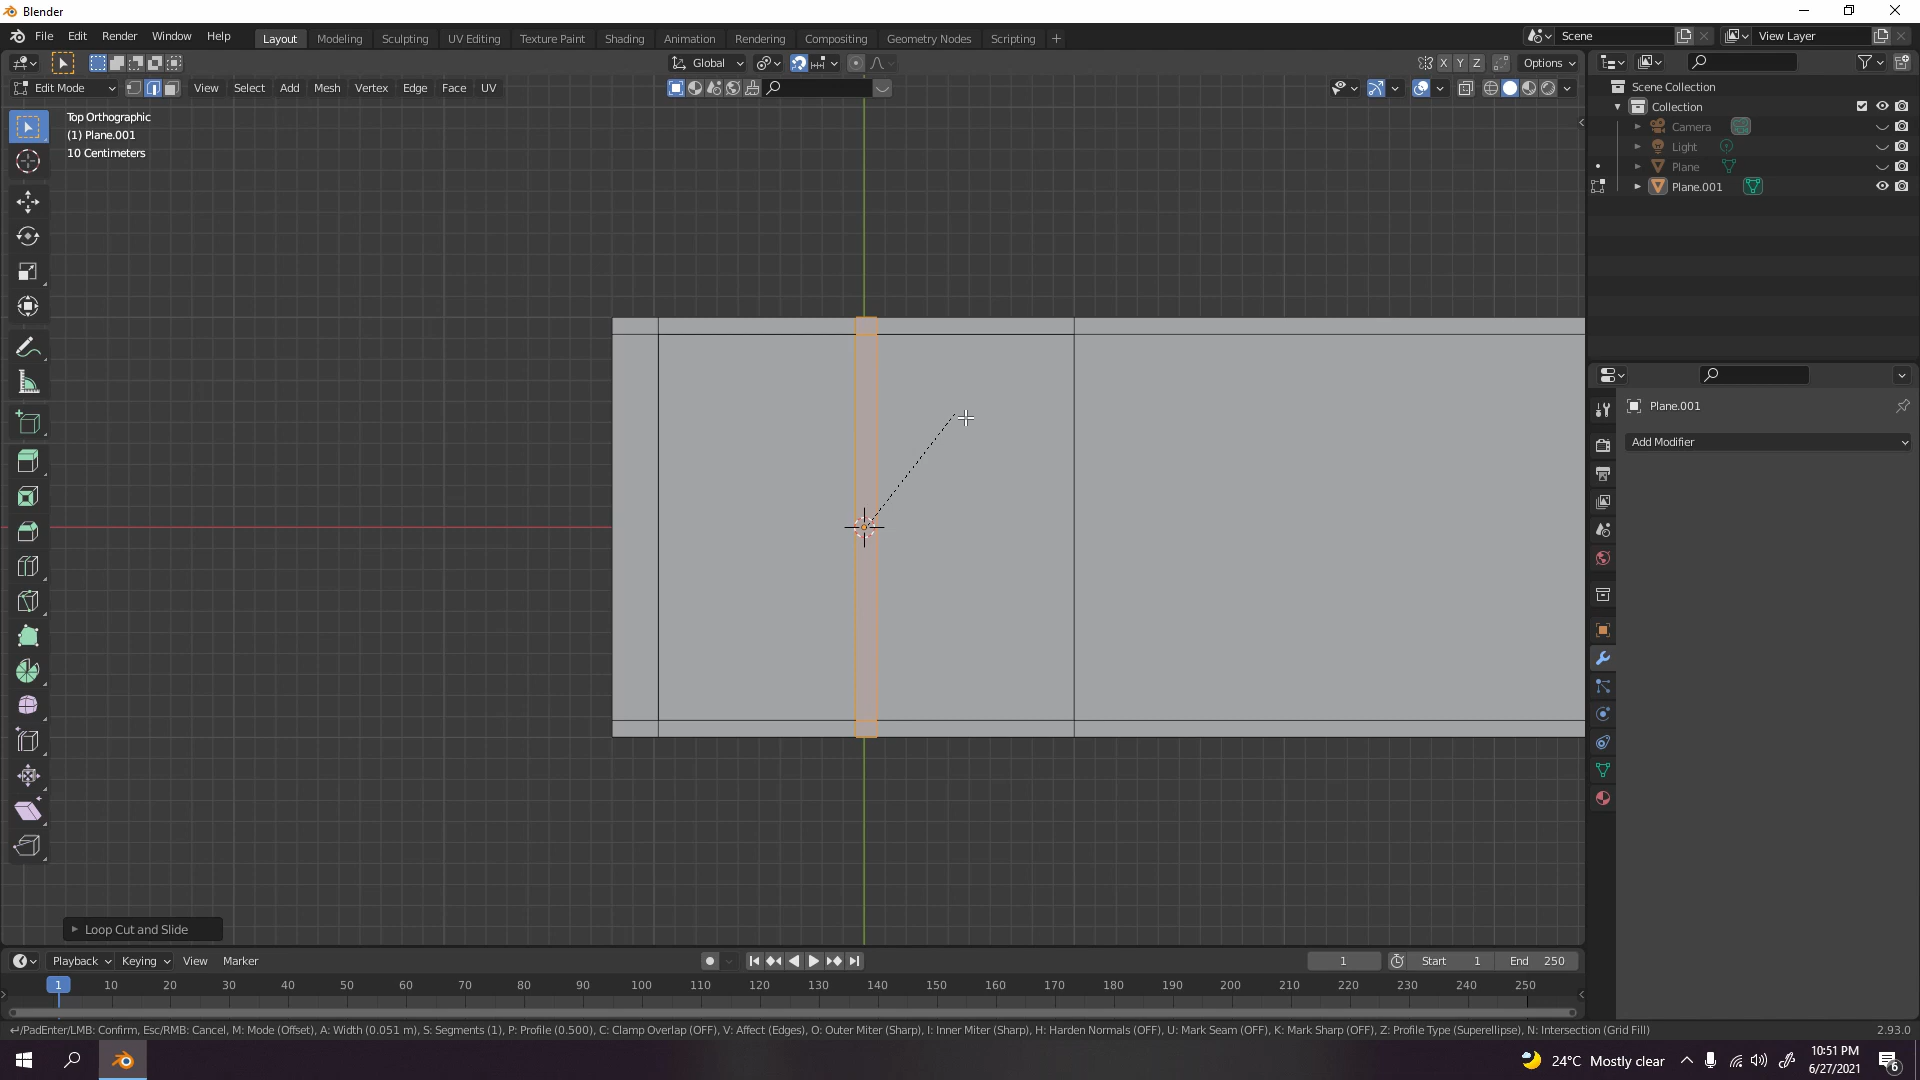 Blender
File Edit Render Window Help
Layout Modeling Sculpting UV Editing Texture Paint Shading Animation Rendering Compositing Geometry Nodes Scripting +
Scene View Layer
Global X Y Z Options
Edit Mode View Select Add Mesh Vertex Edge Face UV
Top Orthographic
(1) Plane.001
10 Centimeters
Scene Collection
Collection
Camera
Light
Plane
Plane.001
Plane.001
Add Modifier
Loop Cut and Slide
Playback Keying View Marker 1 Start 1 End 250
1 10 20 30 40 50 60 70 80 90 100 110 120 130 140 150 160 170 180 190 200 210 220 230 240 250
/PadEnter/LMB: Confirm, Esc/RMB: Cancel, M: Mode (Offset), A: Width (0.051 m), S: Segments (1), P: Profile (0.500), C: Clamp Overlap (OFF), V: Affect (Edges), O: Outer Miter (Sharp), I: Inner Miter (Sharp), H: Harden Normals (OFF), U: Mark Seam (OFF), K: Mark Sharp (OFF), Z: Profile Type (Superellipse), N: Intersection (Grid Fill) 2.93.0
24°C Mostly clear 10:51 PM
6/27/2021 6